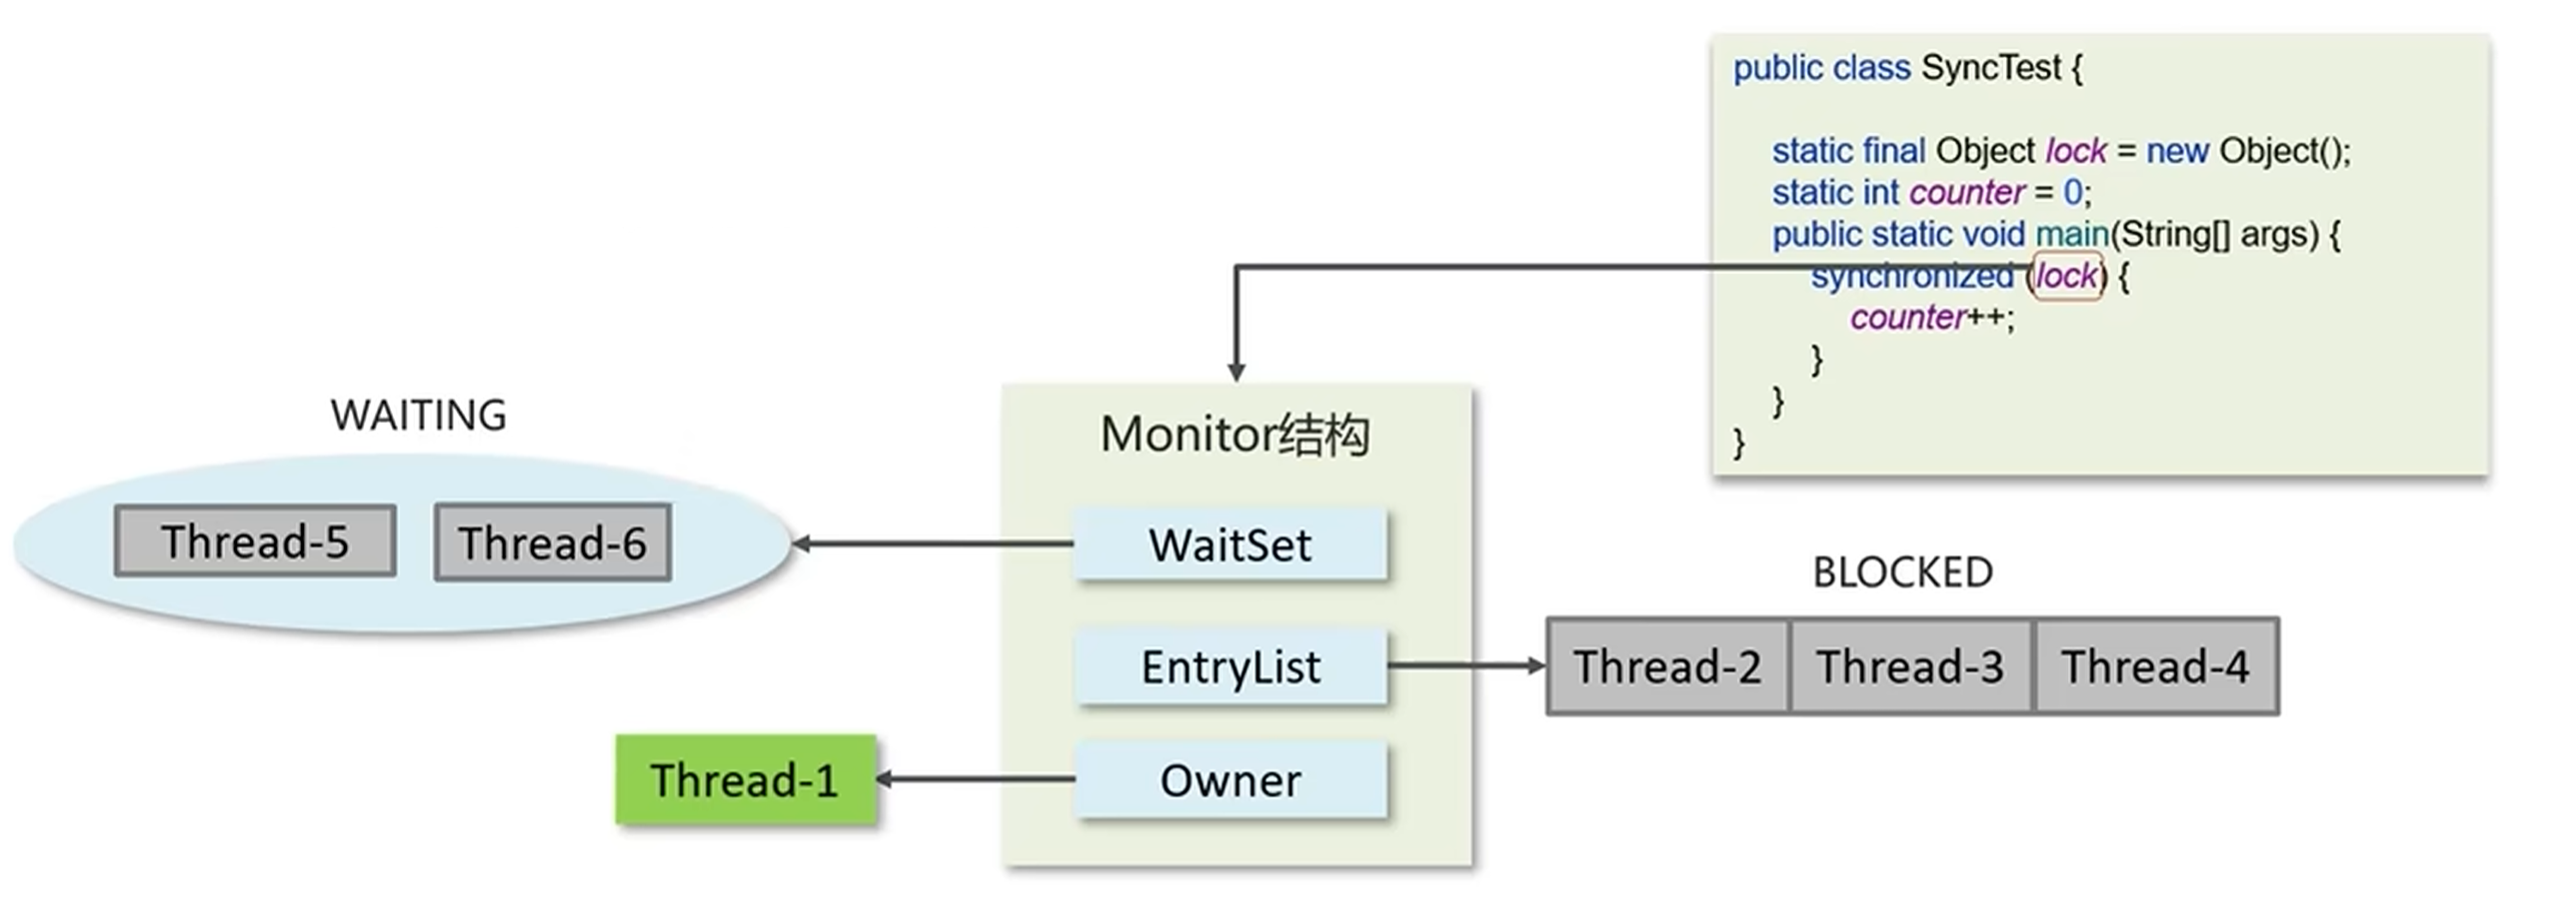 public class SyncTest {
static final Object lock = new Object();
static int counter = 0;
public static void main(String[] args) {
synchronized (lock) {
counter++;
}
}
}
WAITING
Thread-5
Thread-6
Monitor结构
WaitSet
EntryList
Owner
BLOCKED
Thread-2
Thread-3
Thread-4
Thread-1